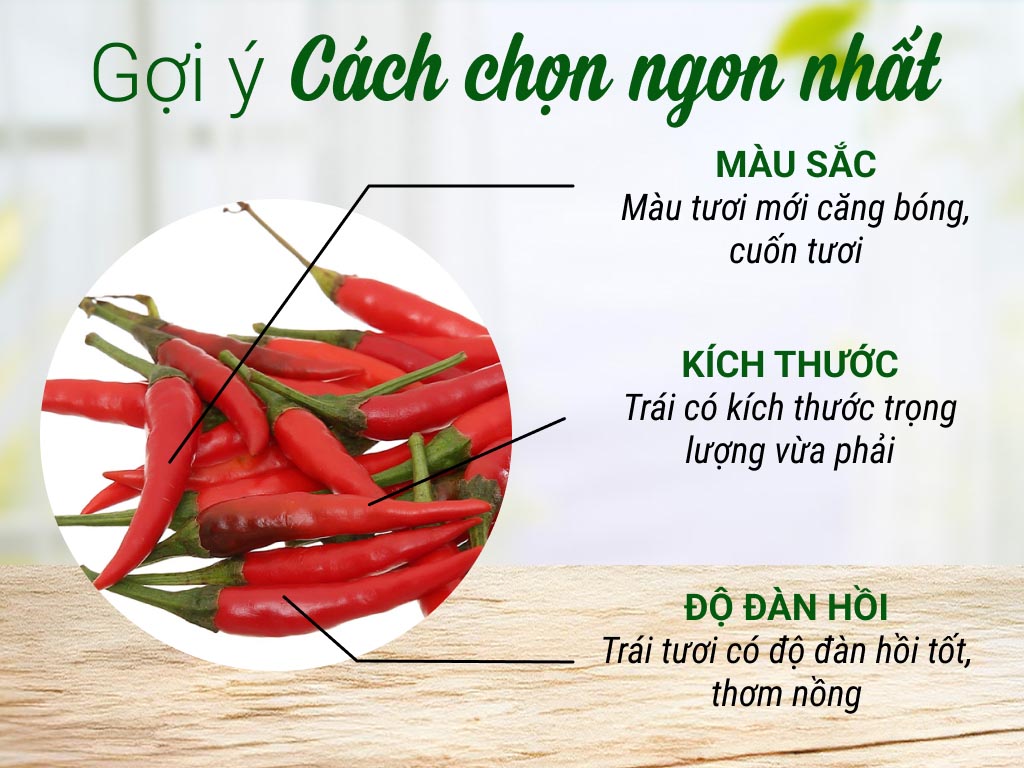 Gợi ý Cách chọn ngon nhất
MÀU SẮC
Màu tươi mới căng bóng,
cuốn tươi
KÍCH THƯỚC
Trái có kích thước trọng
lượng vừa phải
ĐỘ ĐÀN HỒI
Trái tươi có độ đàn hồi tốt,
thơm nồng